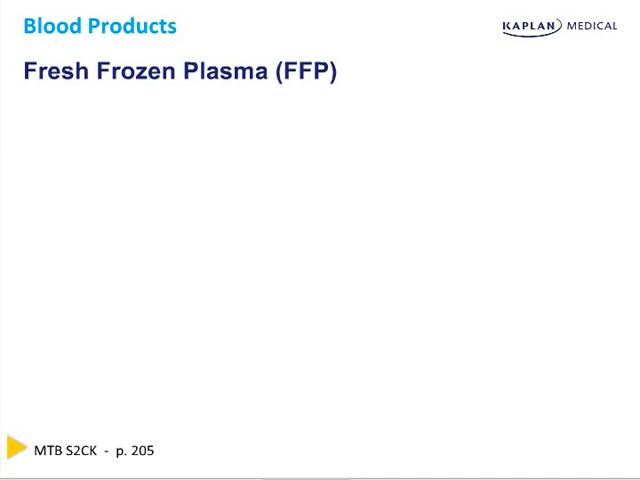 Blood Products
KAPLAN MEDICAL
Fresh Frozen Plasma (FFP)
MTB S2CK - p. 205